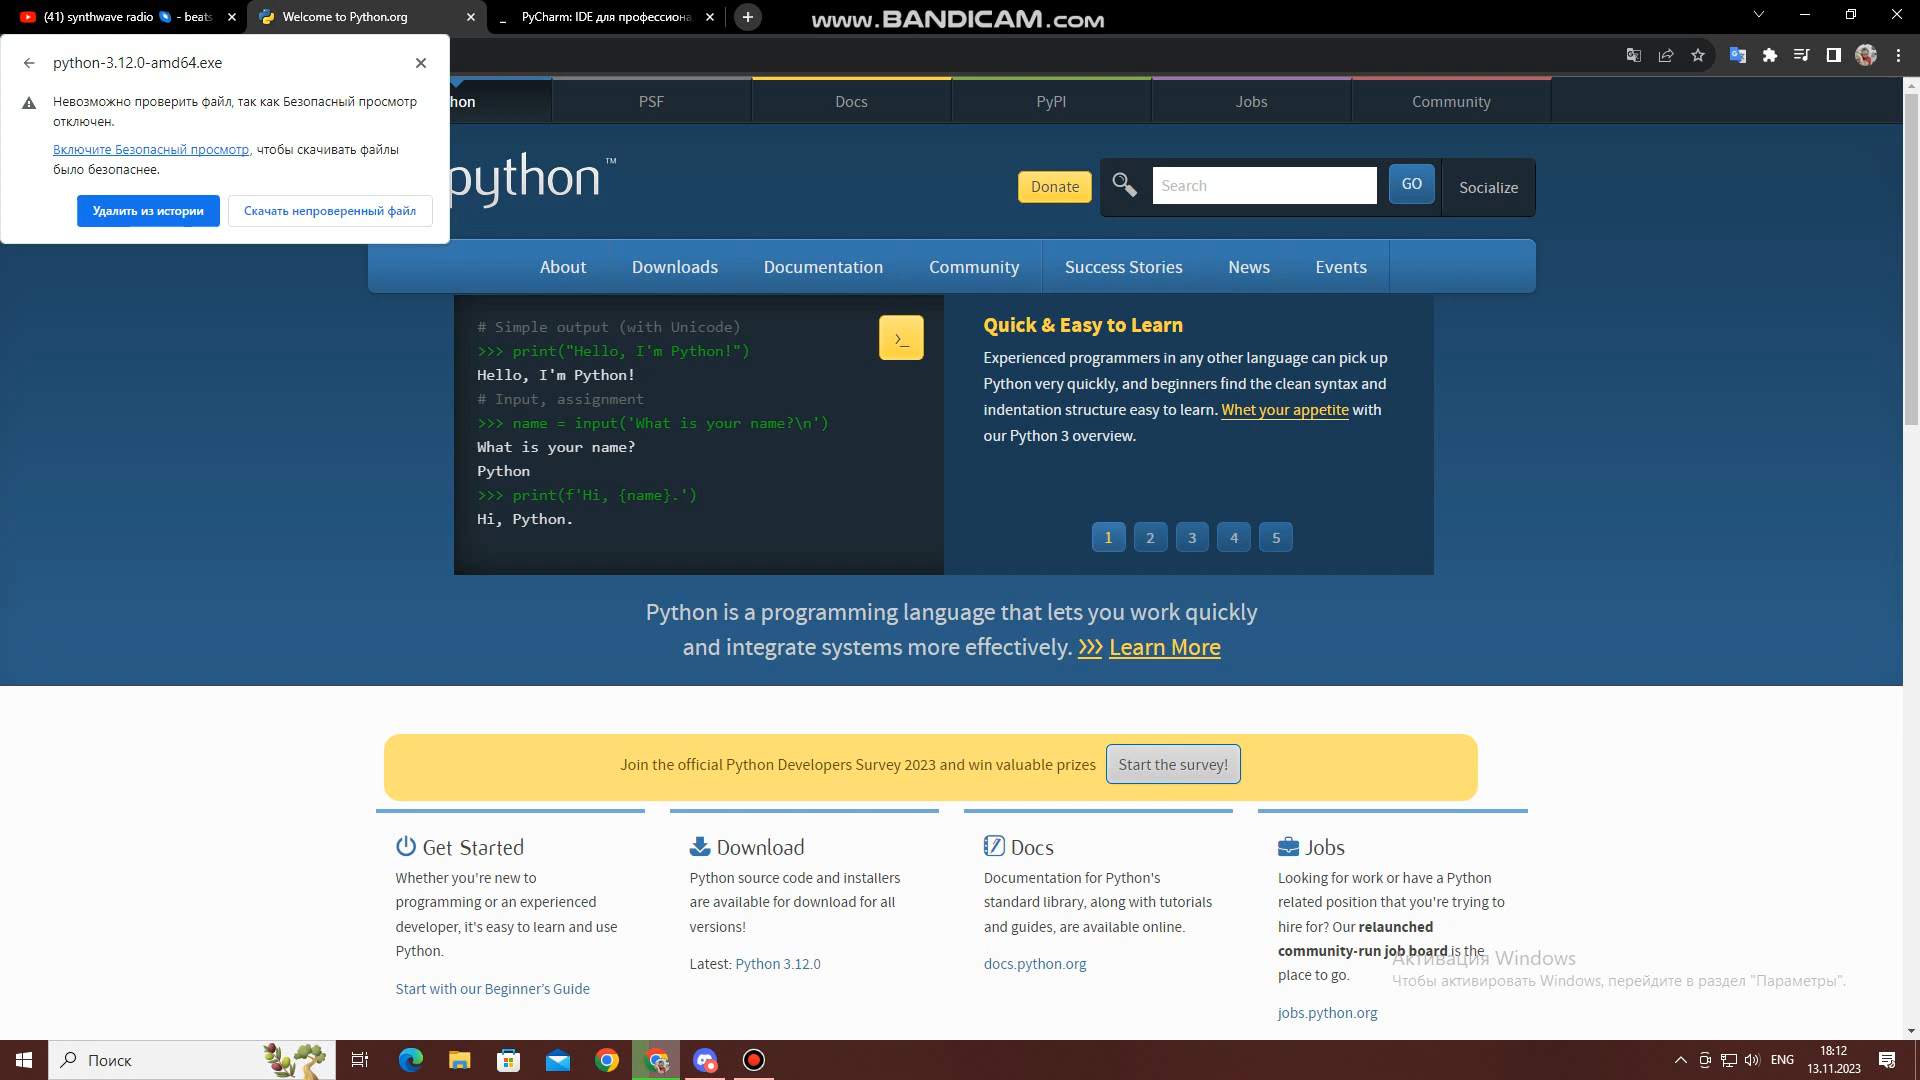 (41) synthwave radio - beats
Welcome to Python.org
PyCharm: IDE для профессиона
www.BANDICAM.com
python-3.12.0-amd64.exe
Невозможно проверить файл, так как Безопасный просмотр
отключен.
Включите Безопасный просмотр, чтобы скачивать файлы
было безопаснее.
Удалить из истории
Скачать непроверенный файл
hon
PSF
Docs
PyPI
Jobs
Community
python™
Donate
Search
GO
Socialize
About
Downloads
Documentation
Community
Success Stories
News
Events
# Simple output (with Unicode)
>>> print("Hello, I'm Python!")
Hello, I'm Python!
# Input, assignment
>>> name = input('What is your name?\n')
What is your name?
Python
>>> print(f'Hi, {name}.')
Hi, Python.
>_
Quick & Easy to Learn
Experienced programmers in any other language can pick up
Python very quickly, and beginners find the clean syntax and
indentation structure easy to learn. Whet your appetite with
our Python 3 overview.
1 2 3 4 5
Python is a programming language that lets you work quickly
and integrate systems more effectively. >>> Learn More
Join the official Python Developers Survey 2023 and win valuable prizes
Start the survey!
Get Started
Whether you're new to
programming or an experienced
developer, it's easy to learn and use
Python.
Start with our Beginner's Guide
Download
Python source code and installers
are available for download for all
versions!
Latest: Python 3.12.0
Docs
Documentation for Python's
standard library, along with tutorials
and guides, are available online.
docs.python.org
Jobs
Looking for work or have a Python
related position that you're trying to
hire for? Our relaunched
community-run job board is the
place to go.
jobs.python.org
Активация Windows
Чтобы активировать Windows, перейдите в раздел "Параметры".
Поиск
ENG
18:12
13.11.2023